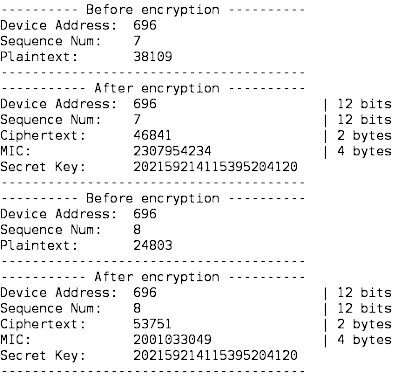 ---------- Before encryption ----------
Device Address: 696
Sequence Num: 7
Plaintext: 38109
---------------------------------------
----------- After encryption ----------
Device Address: 696 | 12 bits
Sequence Num: 7 | 12 bits
Ciphertext: 46841 | 2 bytes
MIC: 2307954234 | 4 bytes
Secret Key: 202159214115395204120
---------------------------------------
---------- Before encryption ----------
Device Address: 696
Sequence Num: 8
Plaintext: 24803
---------------------------------------
----------- After encryption ----------
Device Address: 696 | 12 bits
Sequence Num: 8 | 12 bits
Ciphertext: 53751 | 2 bytes
MIC: 2001033049 | 4 bytes
Secret Key: 202159214115395204120
---------------------------------------